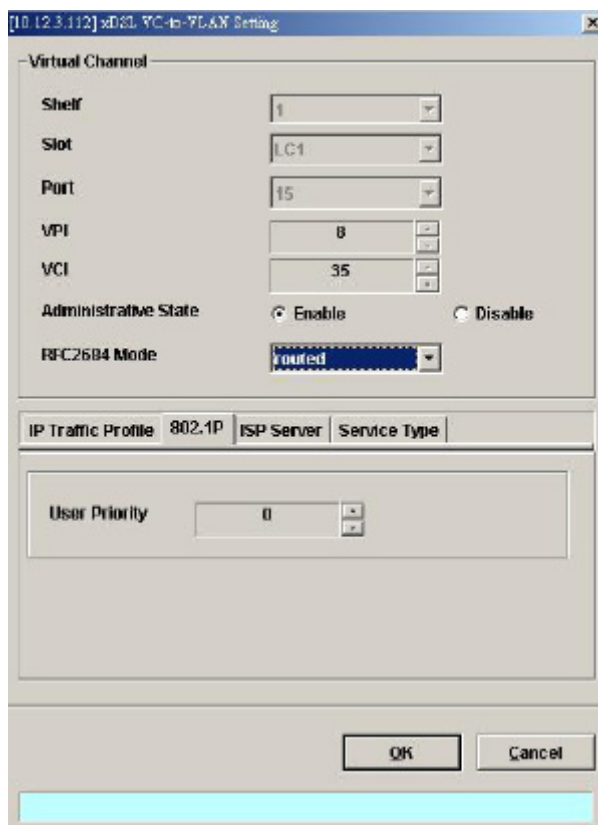 [10.12.3.112] xDSL VC-to-VLAN Setting
Virtual Channel
Shelf 1
Slot LC1
Port 15
VPI 8
VCI 35
Administrative State Enable Disable
RFC2684 Mode routed
IP Traffic Profile 802.1P ISP Server Service Type
User Priority 0
OK Cancel